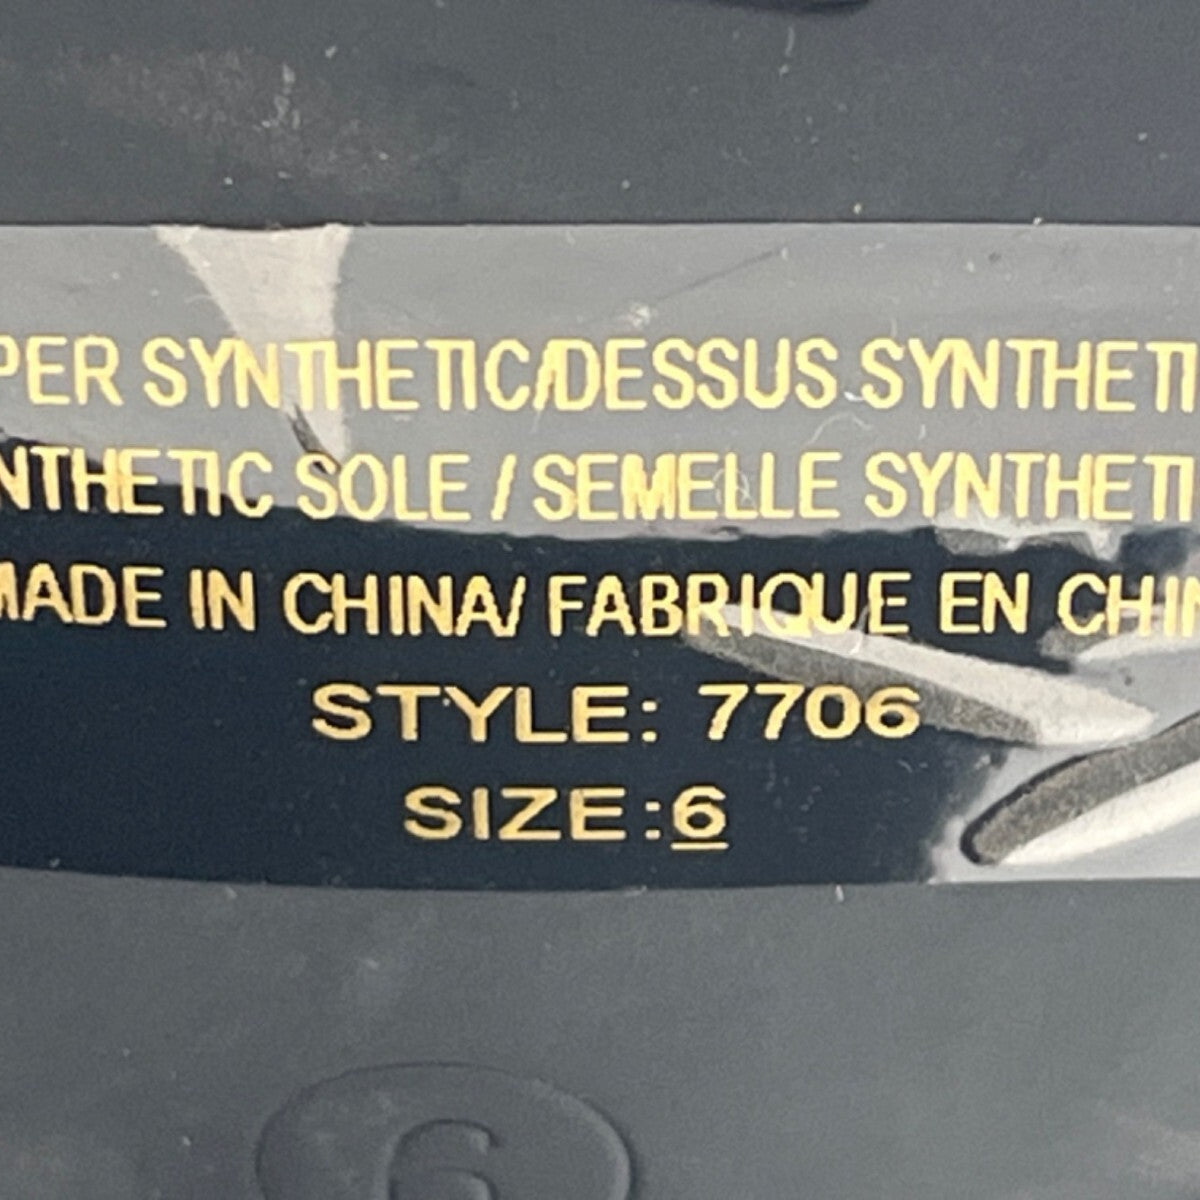 PER SYNTHETIC/DESSUS SYNTHETI
NTHETIC SOLE / SEMELLE SYNTHETI
MADE IN CHINA/ FABRIQUE EN CHIN
STYLE: 7706
SIZE:6
6